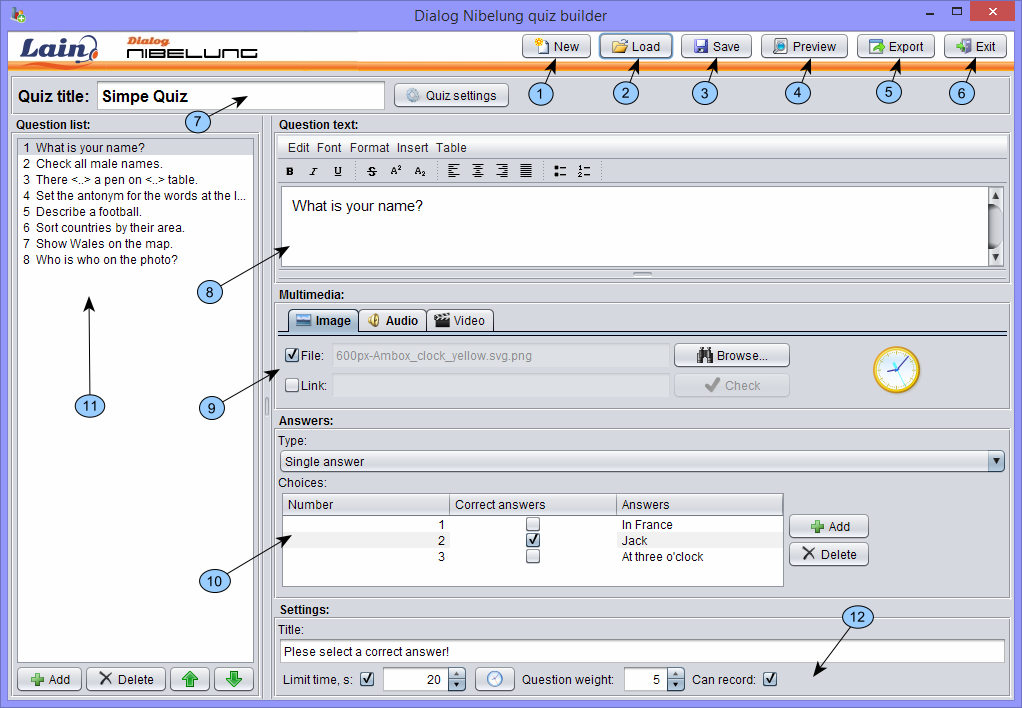 Dialog Nibelung quiz builder
Lain
Dialog
NIBELUNG
New Load Save Preview Export Exit
1 2 3 4 5 6
Quiz title: Simpe Quiz Quiz settings
7
Question list:
1 What is your name?
2 Check all male names.
3 There <..> a pen on <..> table.
4 Set the antonym for the words at the l...
5 Describe a football.
6 Sort countries by their area.
7 Show Wales on the map.
8 Who is who on the photo?
11
Add Delete
Question text:
Edit Font Format Insert Table
B I U S A² A₂
What is your name?
8
Multimedia:
Image Audio Video
File: 600px-Ambox_clock_yellow.svg.png Browse...
Link: Check
9
Answers:
Type:
Single answer
Choices:
Number Correct answers Answers
1 In France
2 Jack
3 At three o'clock
Add
Delete
10
Settings:
12
Title:
Plese select a correct answer!
Limit time, s: 20 Question weight: 5 Can record: